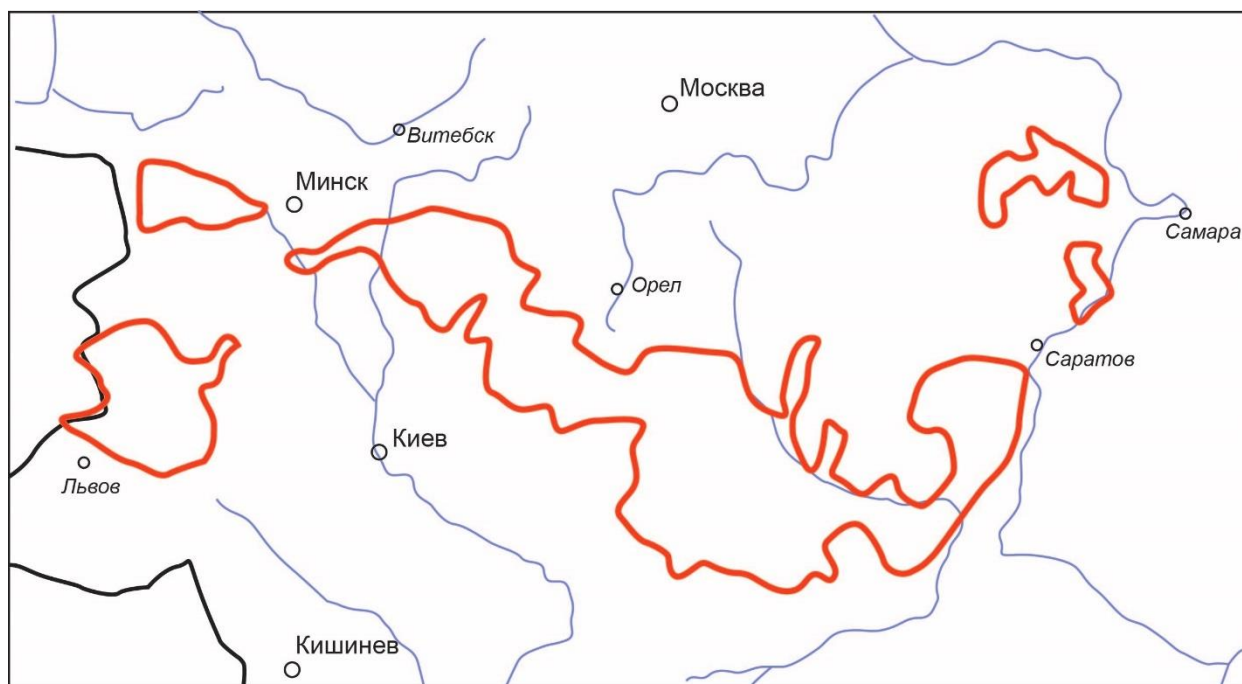 Москва
Витебск
Минск
Самара
Орел
Саратов
Киев
Львов
Кишинев